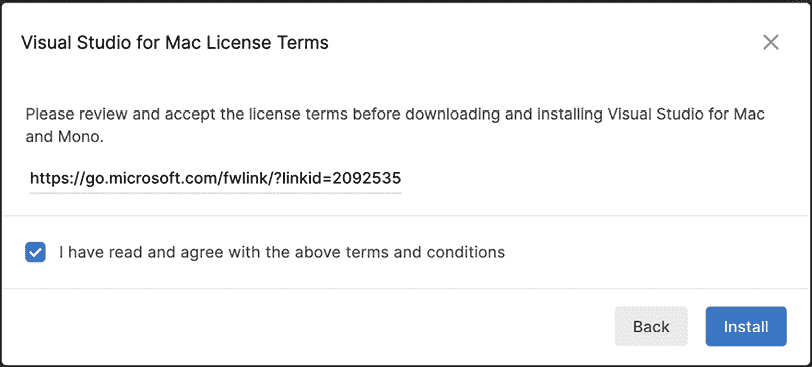 Visual Studio for Mac License Terms
Please review and accept the license terms before downloading and installing Visual Studio for Mac
and Mono.
https://go.microsoft.com/fwlink/?linkid=2092535
I have read and agree with the above terms and conditions
Back
Install